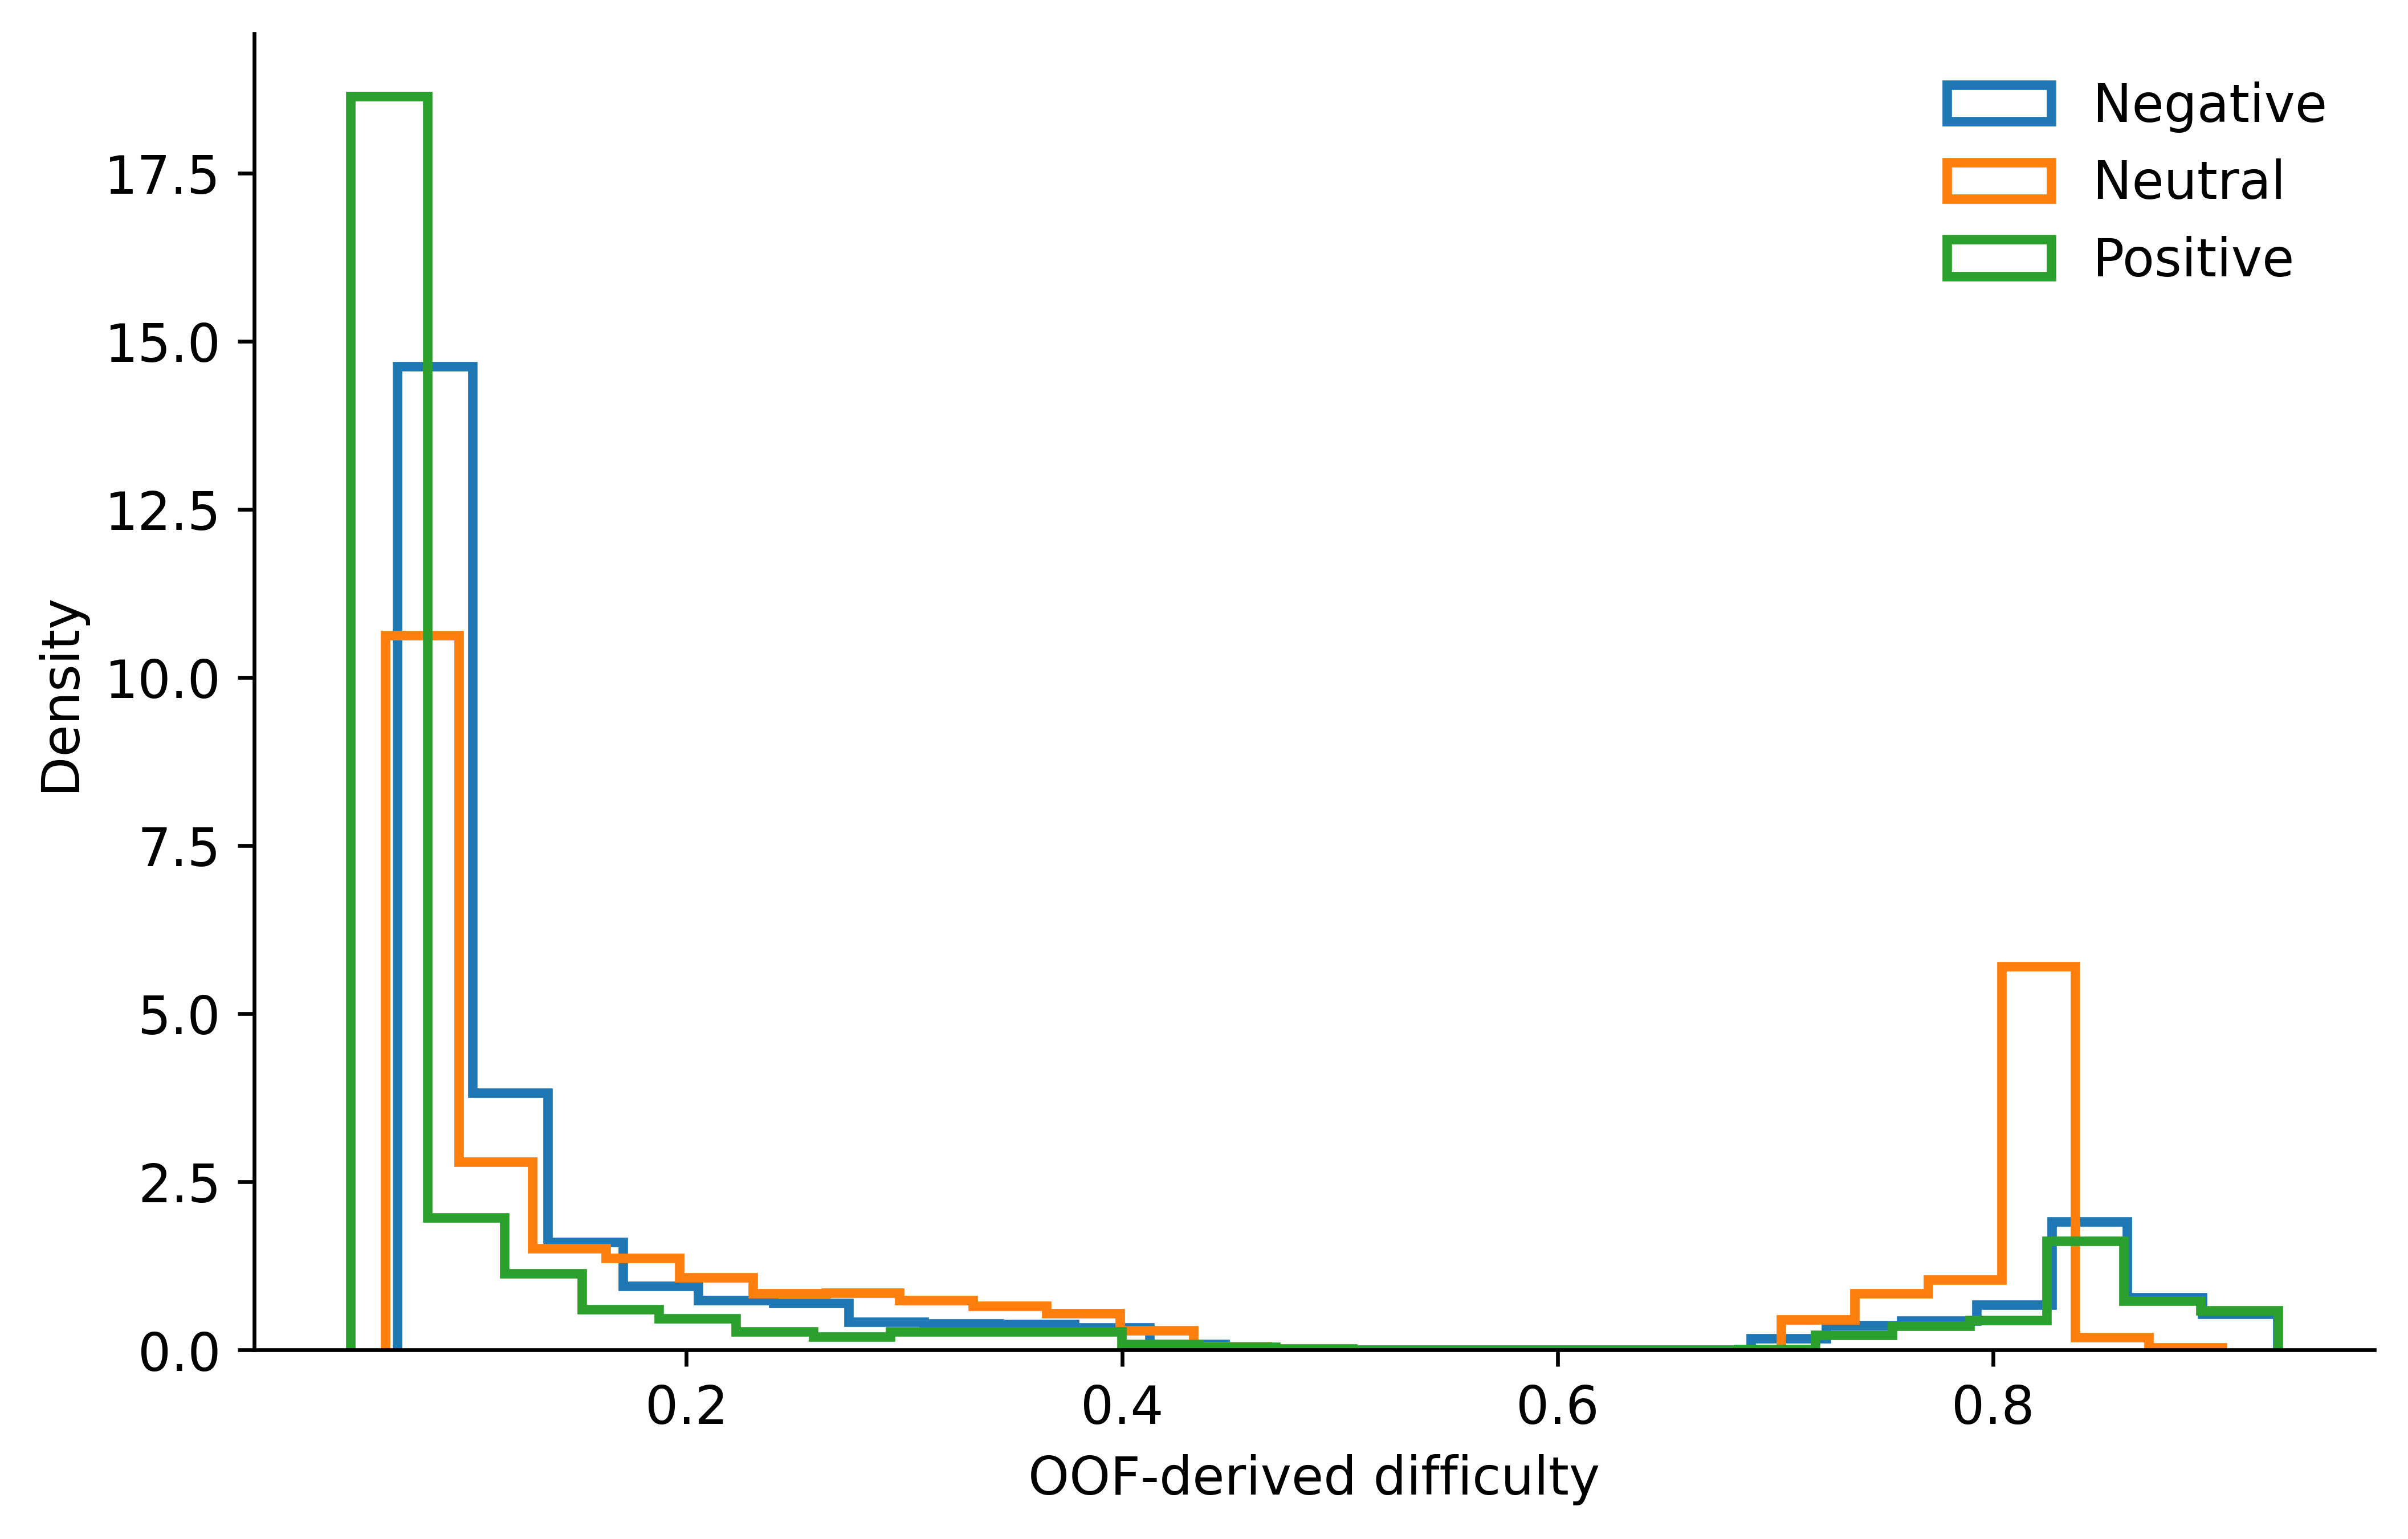 Negative
Neutral
Positive
17.5
15.0
12.5
10.0
7.5
5.0
2.5
0.0
Density
0.2 0.4 0.6 0.8
OOF-derived difficulty